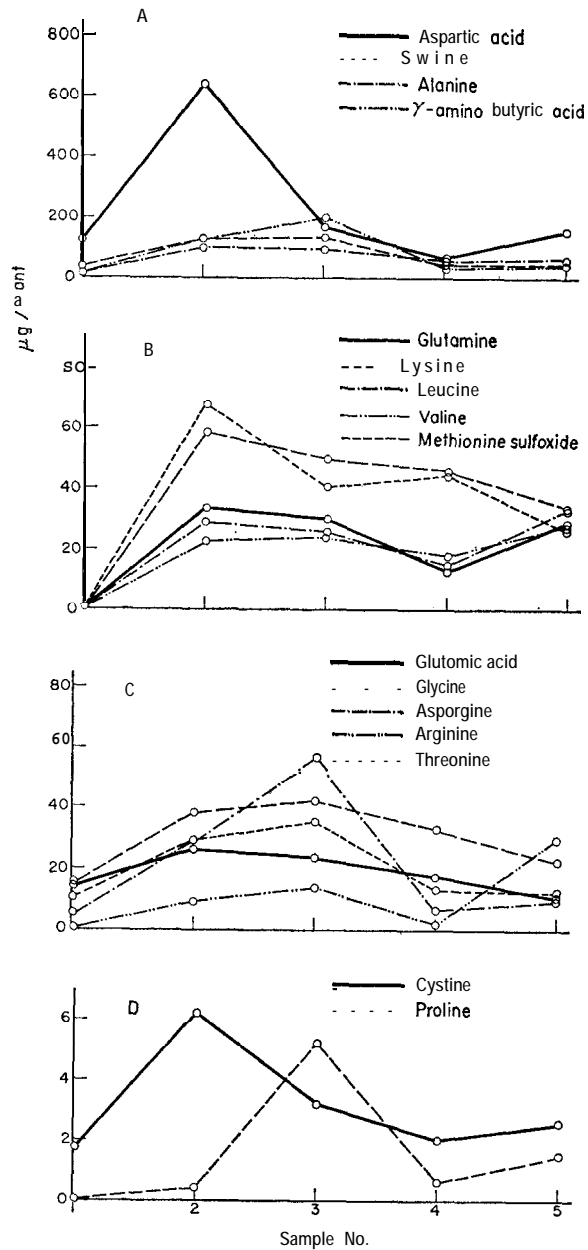 A
800
600
400
200
0
Aspartic acid
Swine
Alanine
γ-amino butyric acid
µg / ant
B
80
60
40
20
0
Glutamine
Lysine
Leucine
Valine
Methionine sulfoxide
C
80
60
40
20
0
Glutomic acid
Glycine
Asporgine
Arginine
Threonine
D
6
4
2
0
Cystine
Proline
1 2 3 4 5
Sample No.